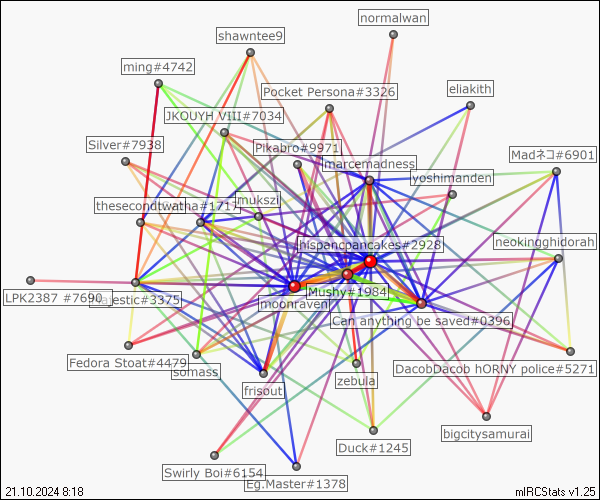 normalwan
shawntee9
ming#4742
eliakith
Pocket Persona#3326
JKOUYH VIII#7034
Silver#7938
Pikabro#9971
Madネコ#6901
marcemadness
yoshimanden
mukszi
thesecondtwatha#1717
hispancpancakes#2928
neokingghidorah
LPK2387 #7690
ajestic#3375
moonraven
Mushy#1984
Can anything be saved#0396
Fedora Stoat#4479
somass
frisout
zebula
DacobDacob hORNY police#5271
bigcitysamurai
Duck#1245
Swirly Boi#6154
Eg.Master#1378
21.10.2024 8:18
mIRCStats v1.25